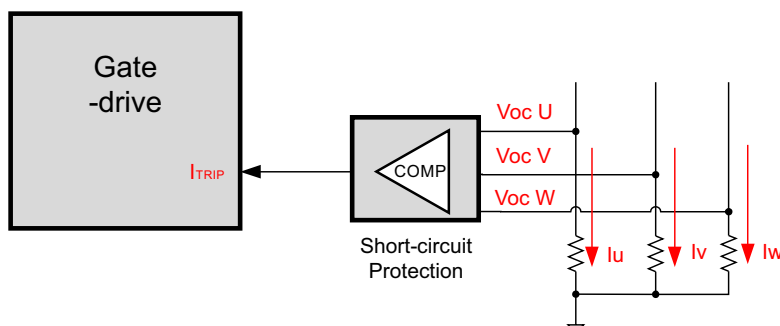 Gate
-drive
ITRIP
COMP
Short-circuit
Protection
Voc U
Voc V
Voc W
Iu
Iv
Iw